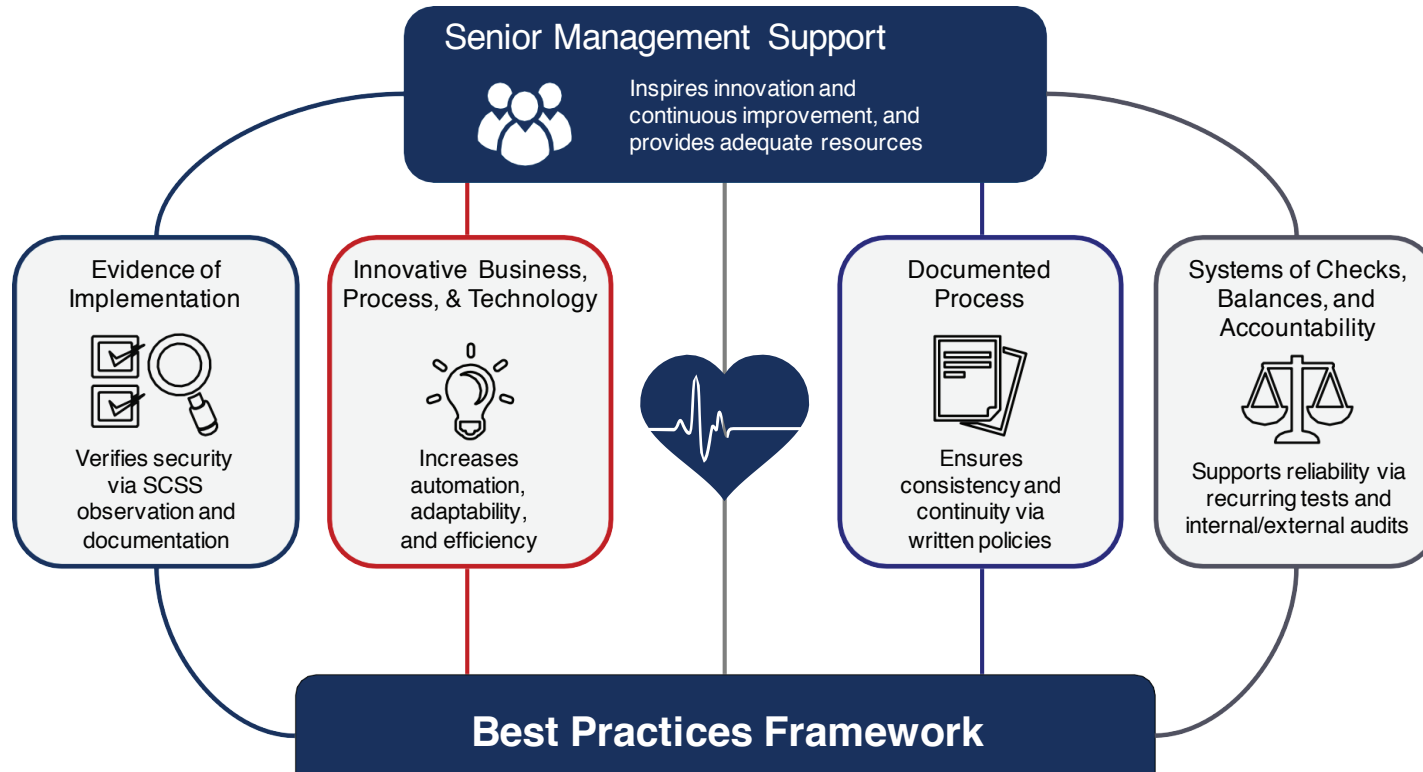 Senior Management Support
Inspires innovation and
continuous improvement, and
provides adequate resources
Evidence of
Implementation
Verifies security
via SCSS
observation and
documentation
Innovative Business,
Process, & Technology
Increases
automation,
adaptability,
and efficiency
Documented
Process
Ensures
consistency and
continuity via
written policies
Systems of Checks,
Balances, and
Accountability
Supports reliability via
recurring tests and
internal/external audits
Best Practices Framework